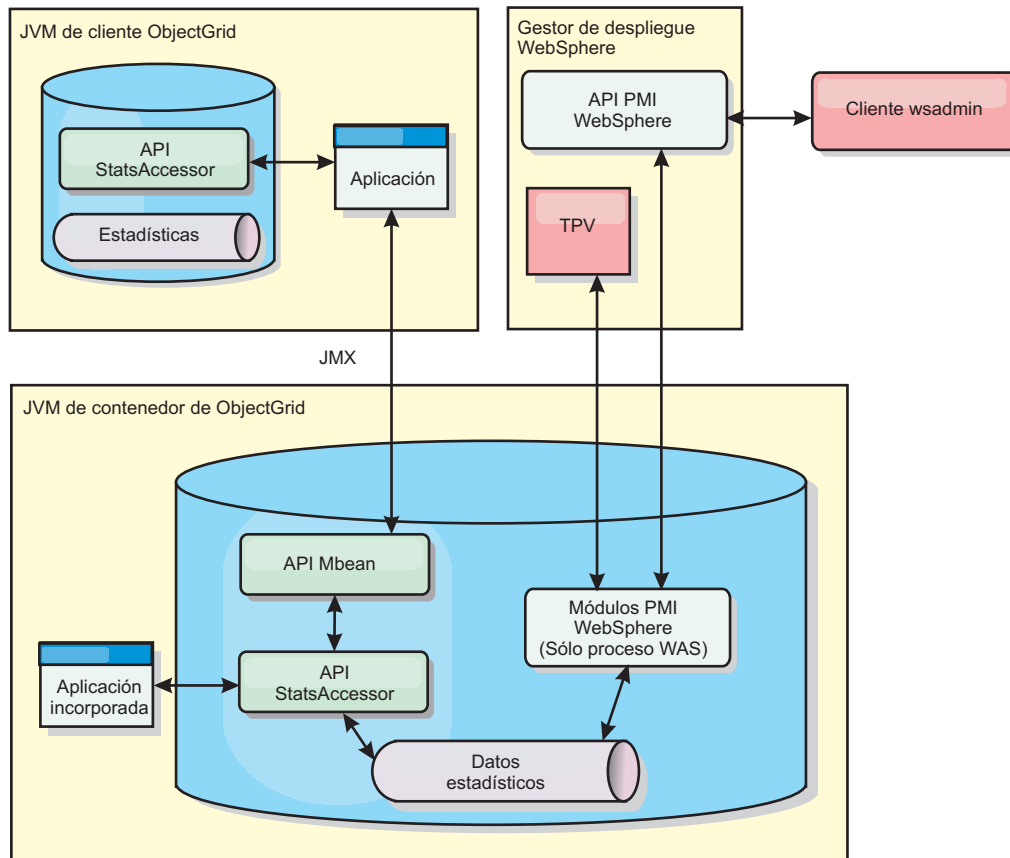 JVM de cliente ObjectGrid
API
StatsAccessor
Estadísticas
Aplicación
Gestor de despliegue
WebSphere
API PMI
WebSphere
TPV
Cliente wsadmin
JMX
JVM de contenedor de ObjectGrid
API Mbean
API
StatsAccessor
Aplicación
incorporada
Módulos PMI
WebSphere
(Sólo proceso WAS)
Datos
estadísticos